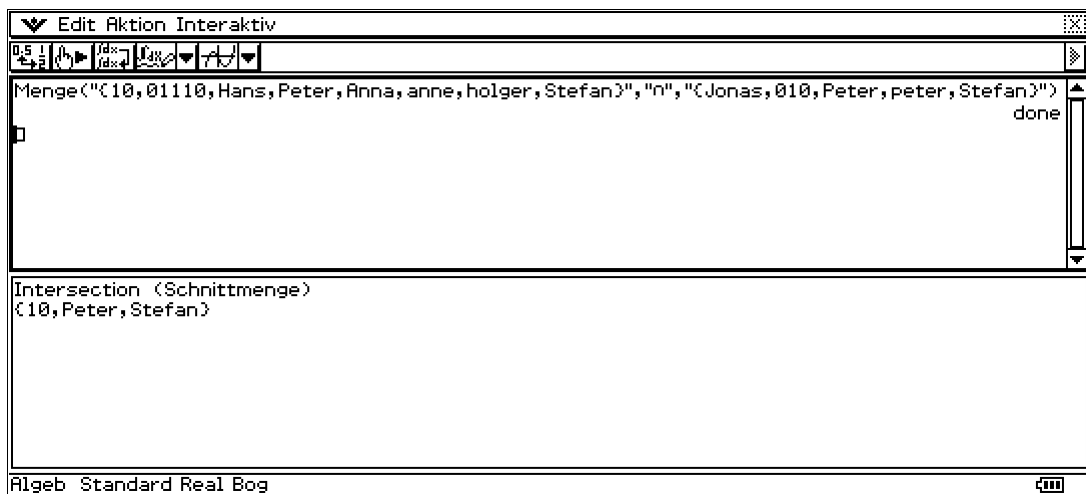 Edit Aktion Interaktiv
Menge("{10,01110,Hans,Peter,Anna,anne,holger,Stefan}","∩","{Jonas,010,Peter,peter,Stefan}")
done
Intersection (Schnittmenge)
{10,Peter,Stefan}
Algeb Standard Real Bog